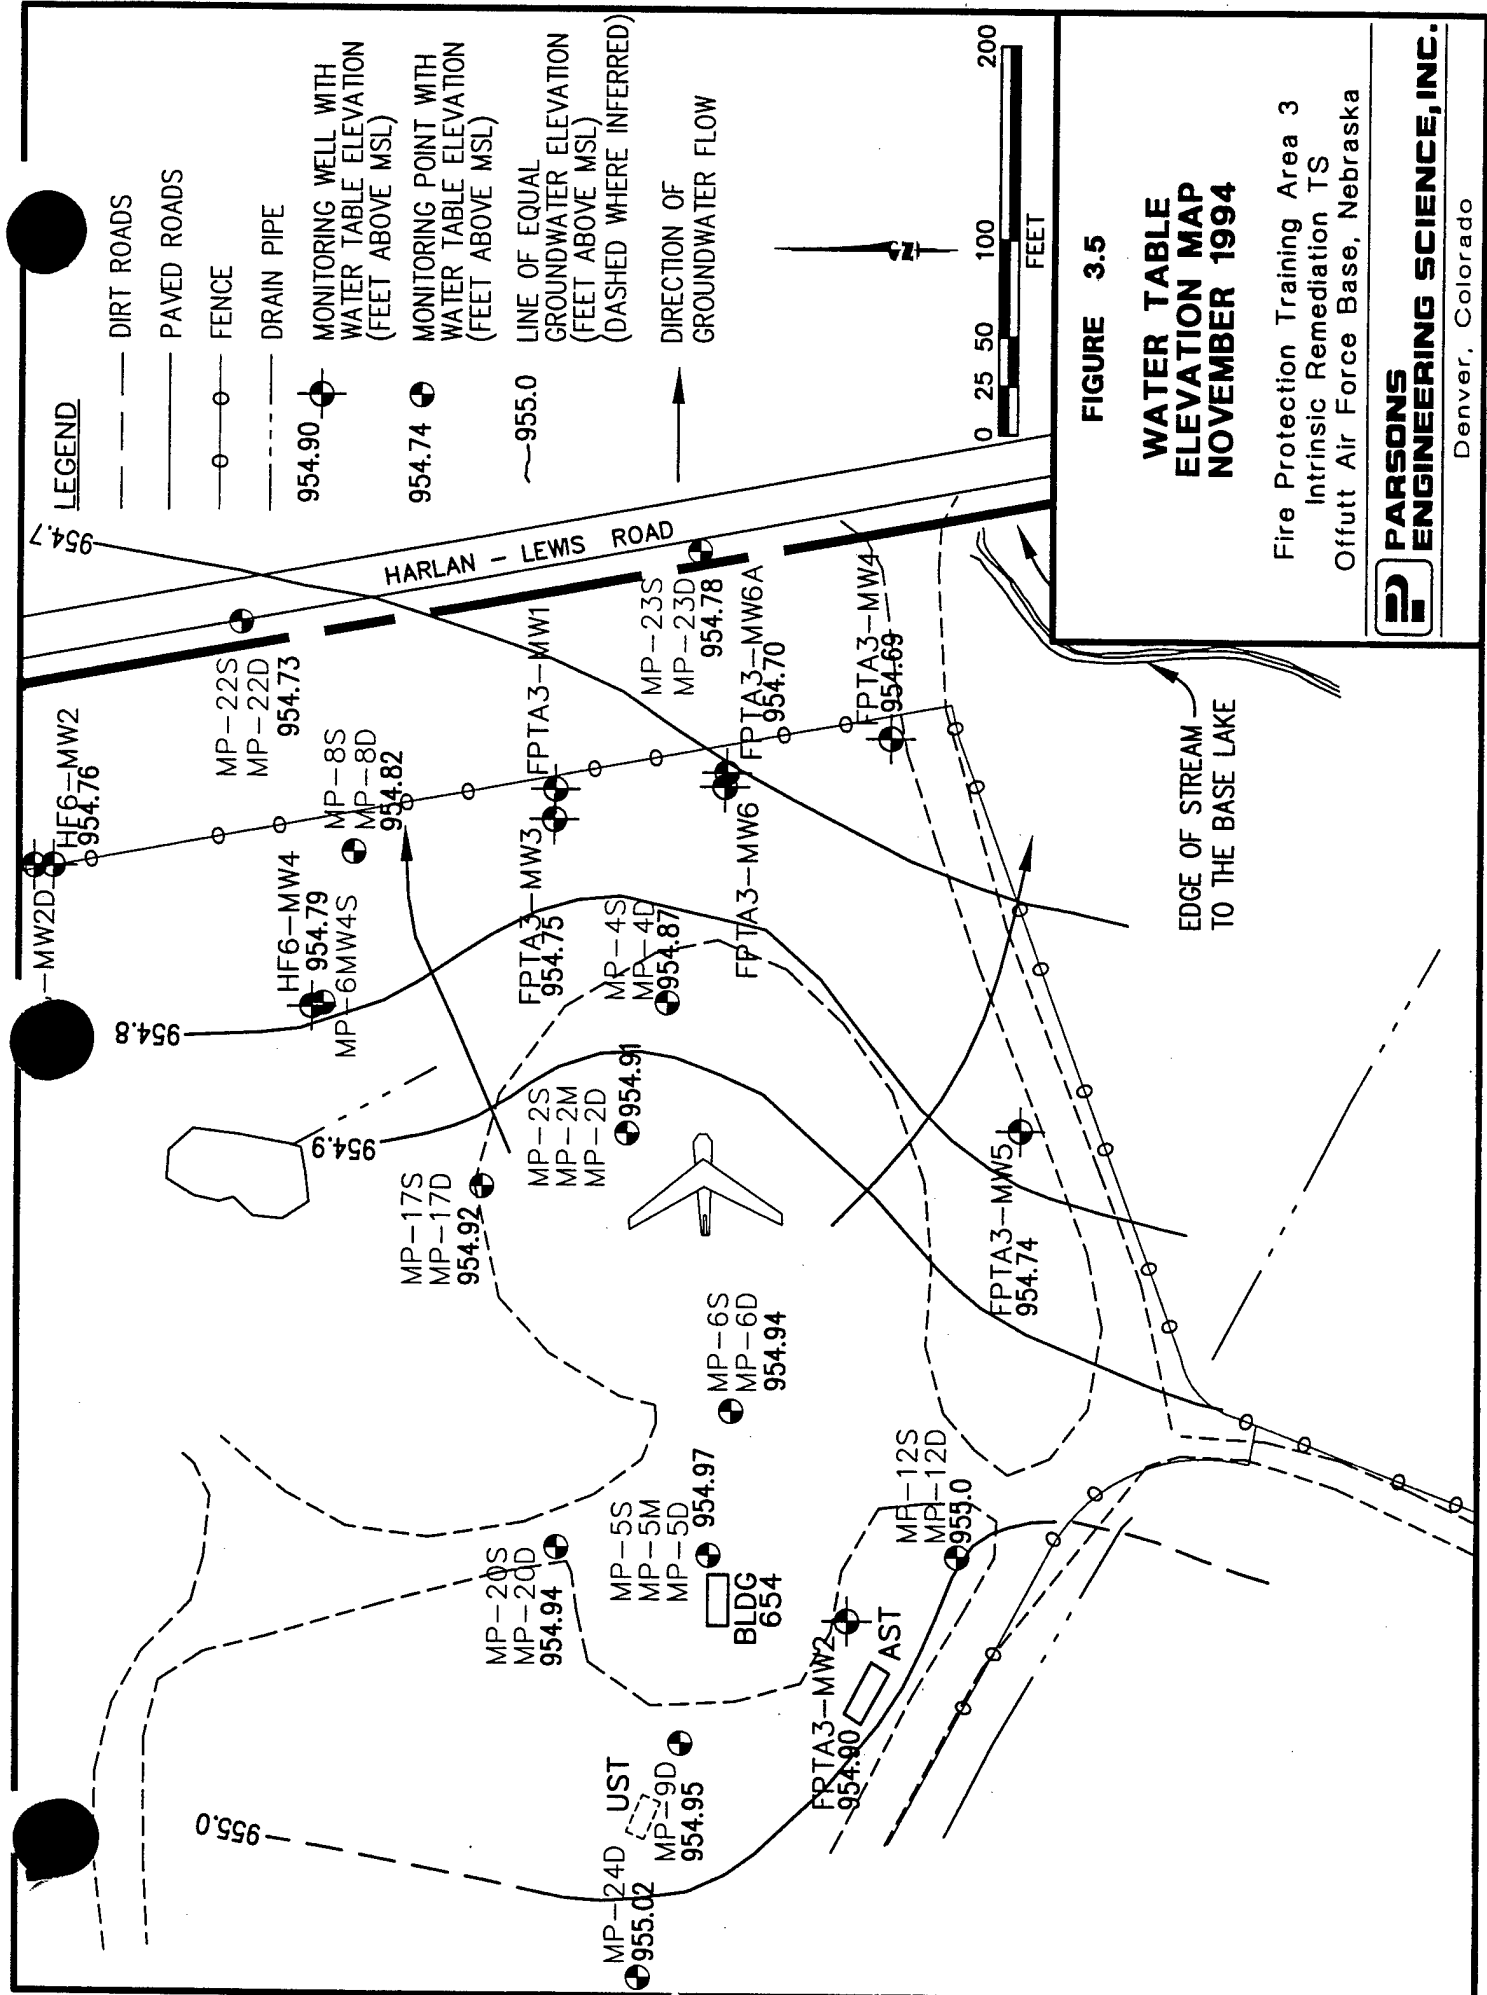 LEGEND
DIRT ROADS
PAVED ROADS
FENCE
DRAIN PIPE
954.90
MONITORING WELL WITH
WATER TABLE ELEVATION
(FEET ABOVE MSL)
954.74
MONITORING POINT WITH
WATER TABLE ELEVATION
(FEET ABOVE MSL)
955.0
LINE OF EQUAL
GROUNDWATER ELEVATION
(FEET ABOVE MSL)
(DASHED WHERE INFERRED)
DIRECTION OF
GROUNDWATER FLOW
N
0 25 50 100 200
FEET
FIGURE 3.5
WATER TABLE
ELEVATION MAP
NOVEMBER 1994
Fire Protection Training Area 3
Intrinsic Remediation TS
Offutt Air Force Base, Nebraska
PARSONS
ENGINEERING SCIENCE, INC.
Denver, Colorado
954.7
HARLAN - LEWIS ROAD
MP-22S
MP-22D
954.73
MP-23S
MP-23D
954.78
-MW2D
HF6-MW2
954.76
MP-8S
MP-8D
954.82
HF6-MW4
954.79
MP-6MW4S
FPTA3-MW1
FPTA3-MW3
954.75
FPTA3-MW6A
954.70
FPTA3-MW6
FPTA3-MW4
954.69
EDGE OF STREAM
TO THE BASE LAKE
954.8
MP-4S
MP-4D
954.87
954.9
MP-2S
MP-2M
MP-2D
954.91
MP-17S
MP-17D
954.92
FPTA3-MW5
954.74
MP-6S
MP-6D
954.94
MP-5S
MP-5M
MP-5D
954.97
BLDG
654
MP-12S
MP-12D
955.0
MP-20S
MP-20D
954.94
FPTA3-MW2
954.90
AST
UST
MP-9D
954.95
MP-24D
955.02
955.0